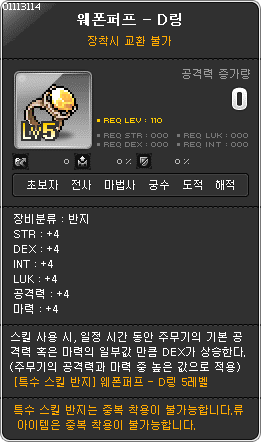 01113114
웨폰퍼프 - D링
장착시 교환 불가
공격력 증가량
0
Lv5
REQ LEV : 110
REQ STR : 000 REQ LUK : 000
REQ DEX : 000 REQ INT : 000
0 0 % 0 %
초보자 전사 마법사 궁수 도적 해적
장비분류 : 반지
STR : +4
DEX : +4
INT : +4
LUK : +4
공격력 : +4
마력 : +4
스킬 사용 시, 일정 시간 동안 주무기의 기본 공
격력 혹은 마력의 일부값 만큼 DEX가 상승한다.
(주무기의 공격력과 마력 중 높은 값으로 적용)
[특수 스킬 반지] 웨폰퍼프 - D링 5레벨
특수 스킬 반지는 중복 착용이 불가능합니다.류
아이템은 중복 착용이 불가능합니다.